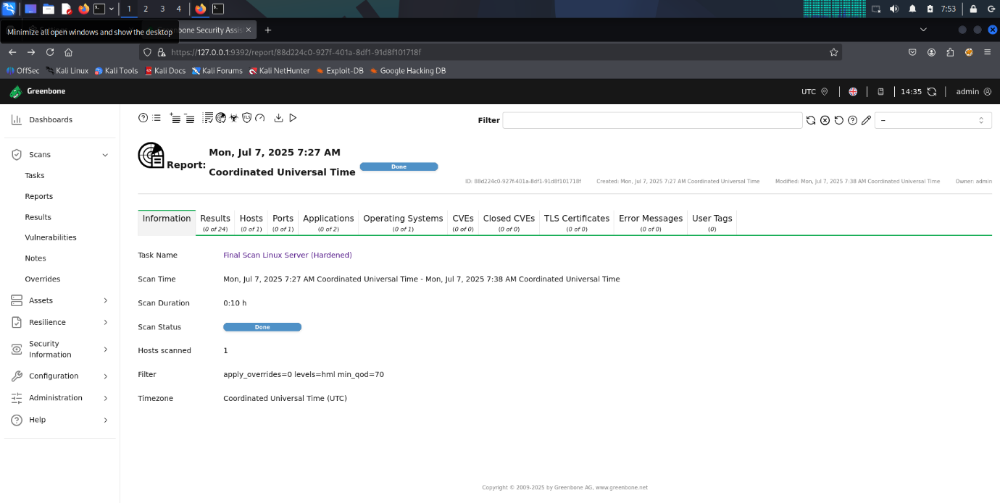 1 2 3 4 7:53
Minimize all open windows and show the desktop
bone Security Assis
https://127.0.0.1:9392/report/88d224c0-927f-401a-8df1-91d8f101718f
OffSec Kali Linux Kali Tools Kali Docs Kali Forums Kali NetHunter Exploit-DB Google Hacking DB
Greenbone UTC 14:35 admin
Dashboards
Scans
Tasks
Reports
Results
Vulnerabilities
Notes
Overrides
Assets
Resilience
Security
Information
Configuration
Administration
Help
Filter --
Report: Mon, Jul 7, 2025 7:27 AM
Coordinated Universal Time Done
ID: 88d224c0-927f-401a-8df1-91d8f101718f Created: Mon, Jul 7, 2025 7:27 AM Coordinated Universal Time Modified: Mon, Jul 7, 2025 7:38 AM Coordinated Universal Time Owner: admin
Information Results Hosts Ports Applications Operating Systems CVEs Closed CVEs TLS Certificates Error Messages User Tags
(0 of 24) (0 of 1) (0 of 1) (0 of 2) (0 of 1) (0 of 0) (0 of 0) (0 of 0) (0 of 0) (0)
Task Name Final Scan Linux Server (Hardened)
Scan Time Mon, Jul 7, 2025 7:27 AM Coordinated Universal Time - Mon, Jul 7, 2025 7:38 AM Coordinated Universal Time
Scan Duration 0:10 h
Scan Status Done
Hosts scanned 1
Filter apply_overrides=0 levels=hml min_qod=70
Timezone Coordinated Universal Time (UTC)
Copyright © 2009-2025 by Greenbone AG, www.greenbone.net